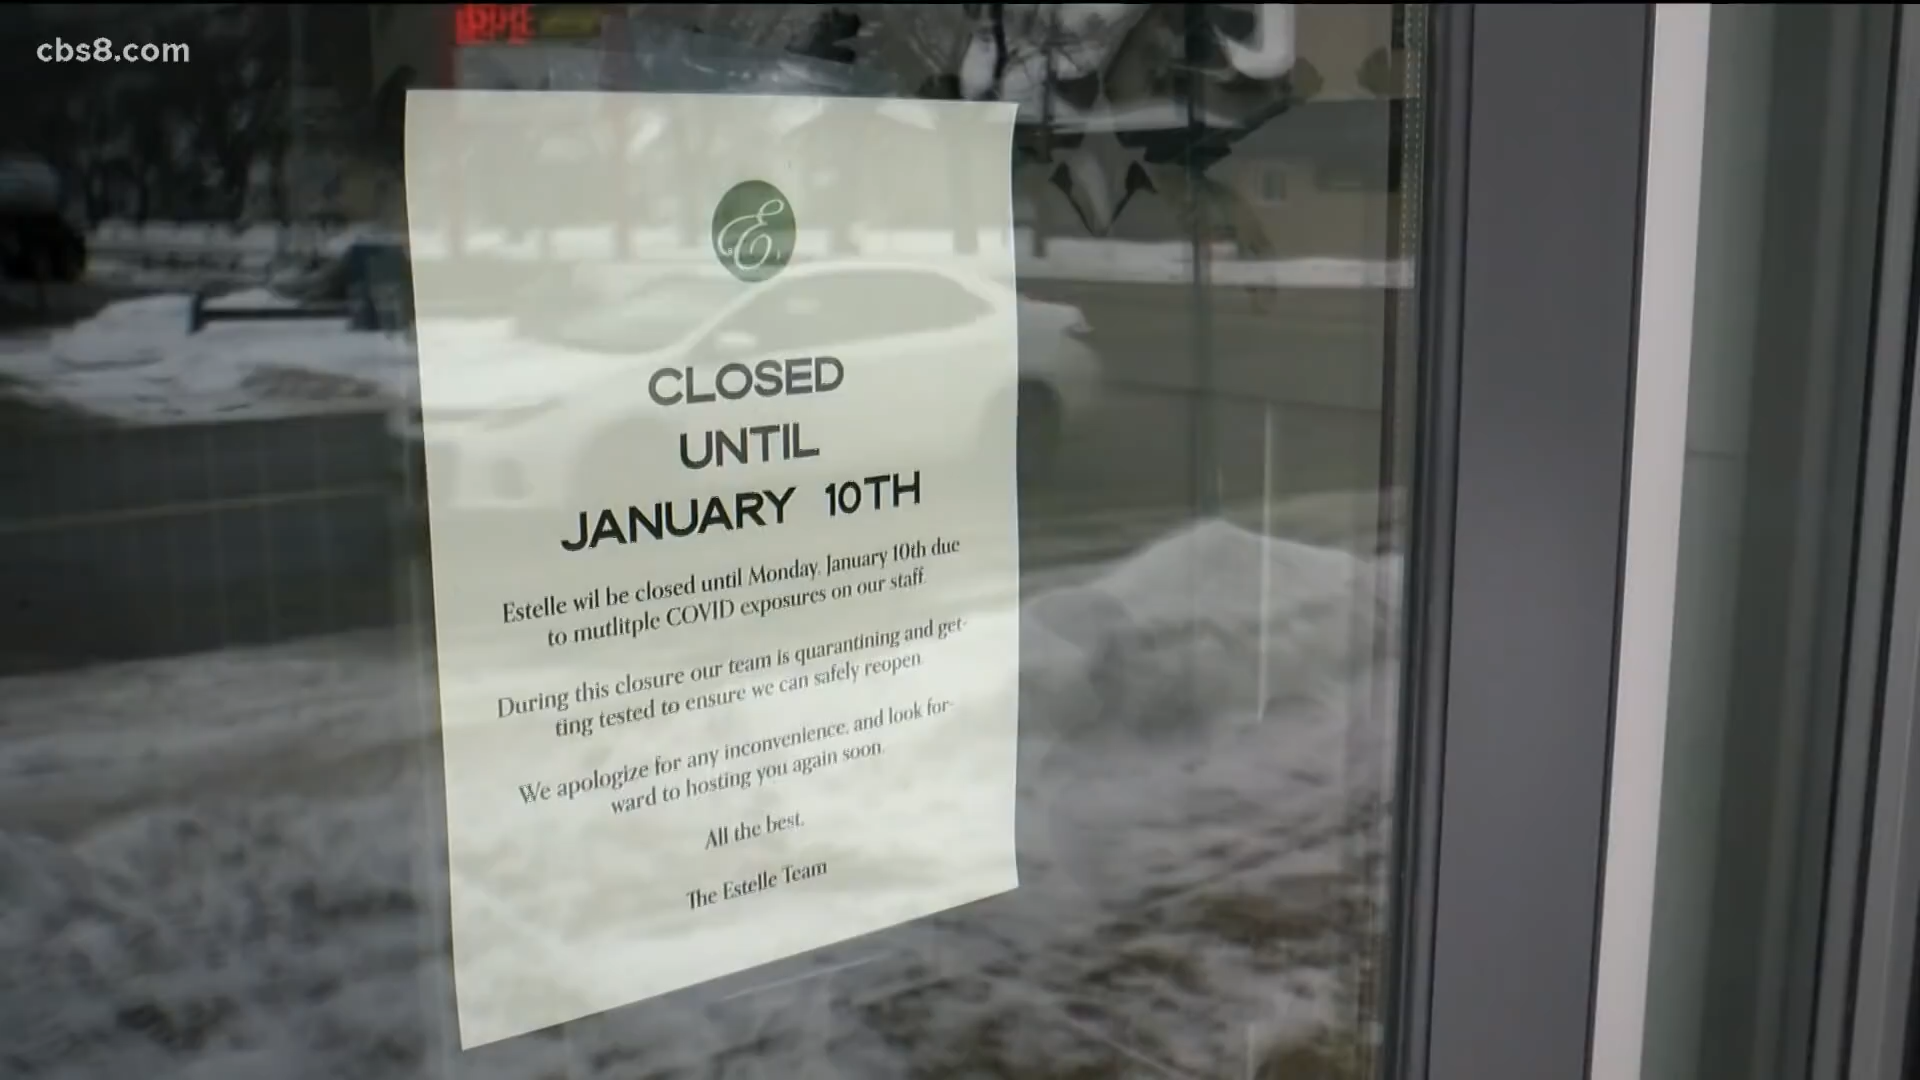 cbs8.com
E
CLOSED
UNTIL
JANUARY 10TH
Estelle wil be closed until Monday, January 10th due
to mutlitple COVID exposures on our staff.
During this closure our team is quarantining and get-
ting tested to ensure we can safely reopen.
We apologize for any inconvenience, and look for-
ward to hosting you again soon.
All the best,
The Estelle Team